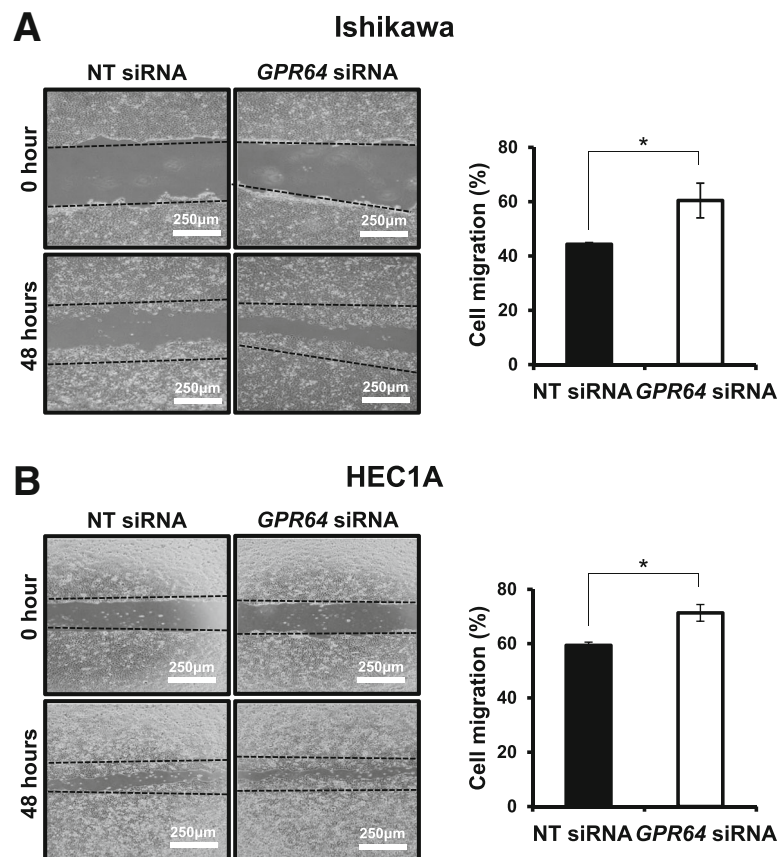 A
Ishikawa
NT siRNA
GPR64 siRNA
0 hour
250μm
250μm
48 hours
250μm
250μm
Cell migration (%)
80
60
40
20
0
*
NT siRNA
GPR64 siRNA
B
HEC1A
NT siRNA
GPR64 siRNA
0 hour
250μm
250μm
48 hours
250μm
250μm
Cell migration (%)
80
60
40
20
0
*
NT siRNA
GPR64 siRNA